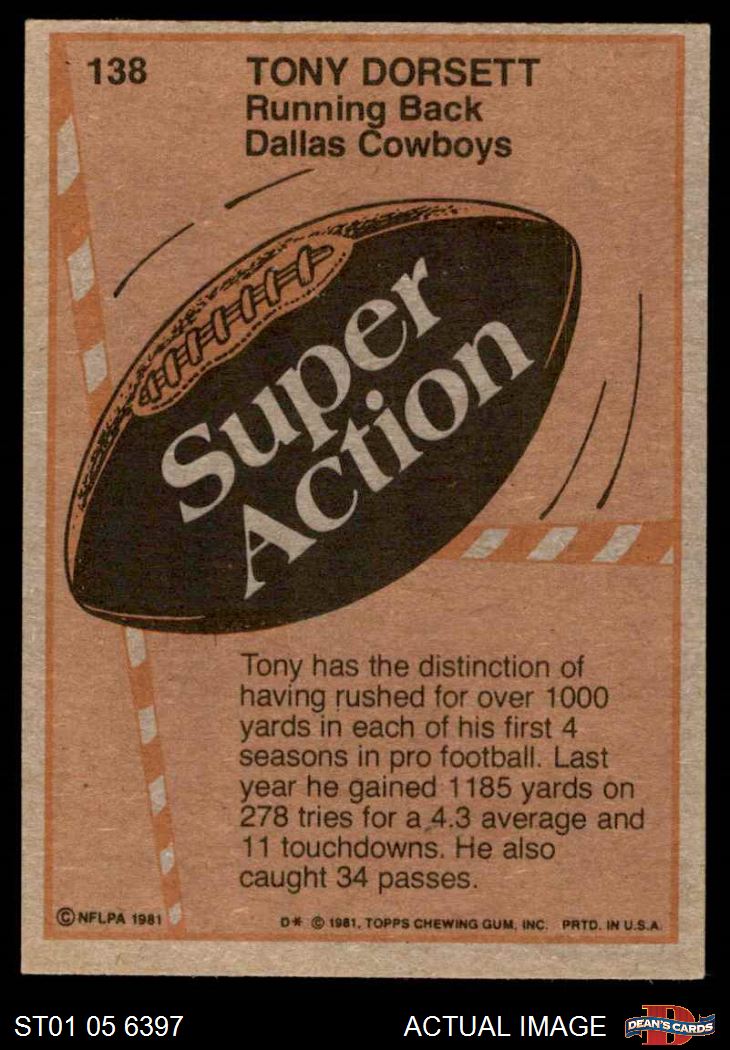 138
TONY DORSETT
Running Back
Dallas Cowboys
Super
Action
Tony has the distinction of
having rushed for over 1000
yards in each of his first 4
seasons in pro football. Last
year he gained 1185 yards on
278 tries for a 4.3 average and
11 touchdowns. He also
caught 34 passes.
© NFLPA 1981
D* © 1981, TOPPS CHEWING GUM, INC. PRTD. IN U.S.A.
ST01 05 6397
ACTUAL IMAGE
D
DEAN'S CARDS